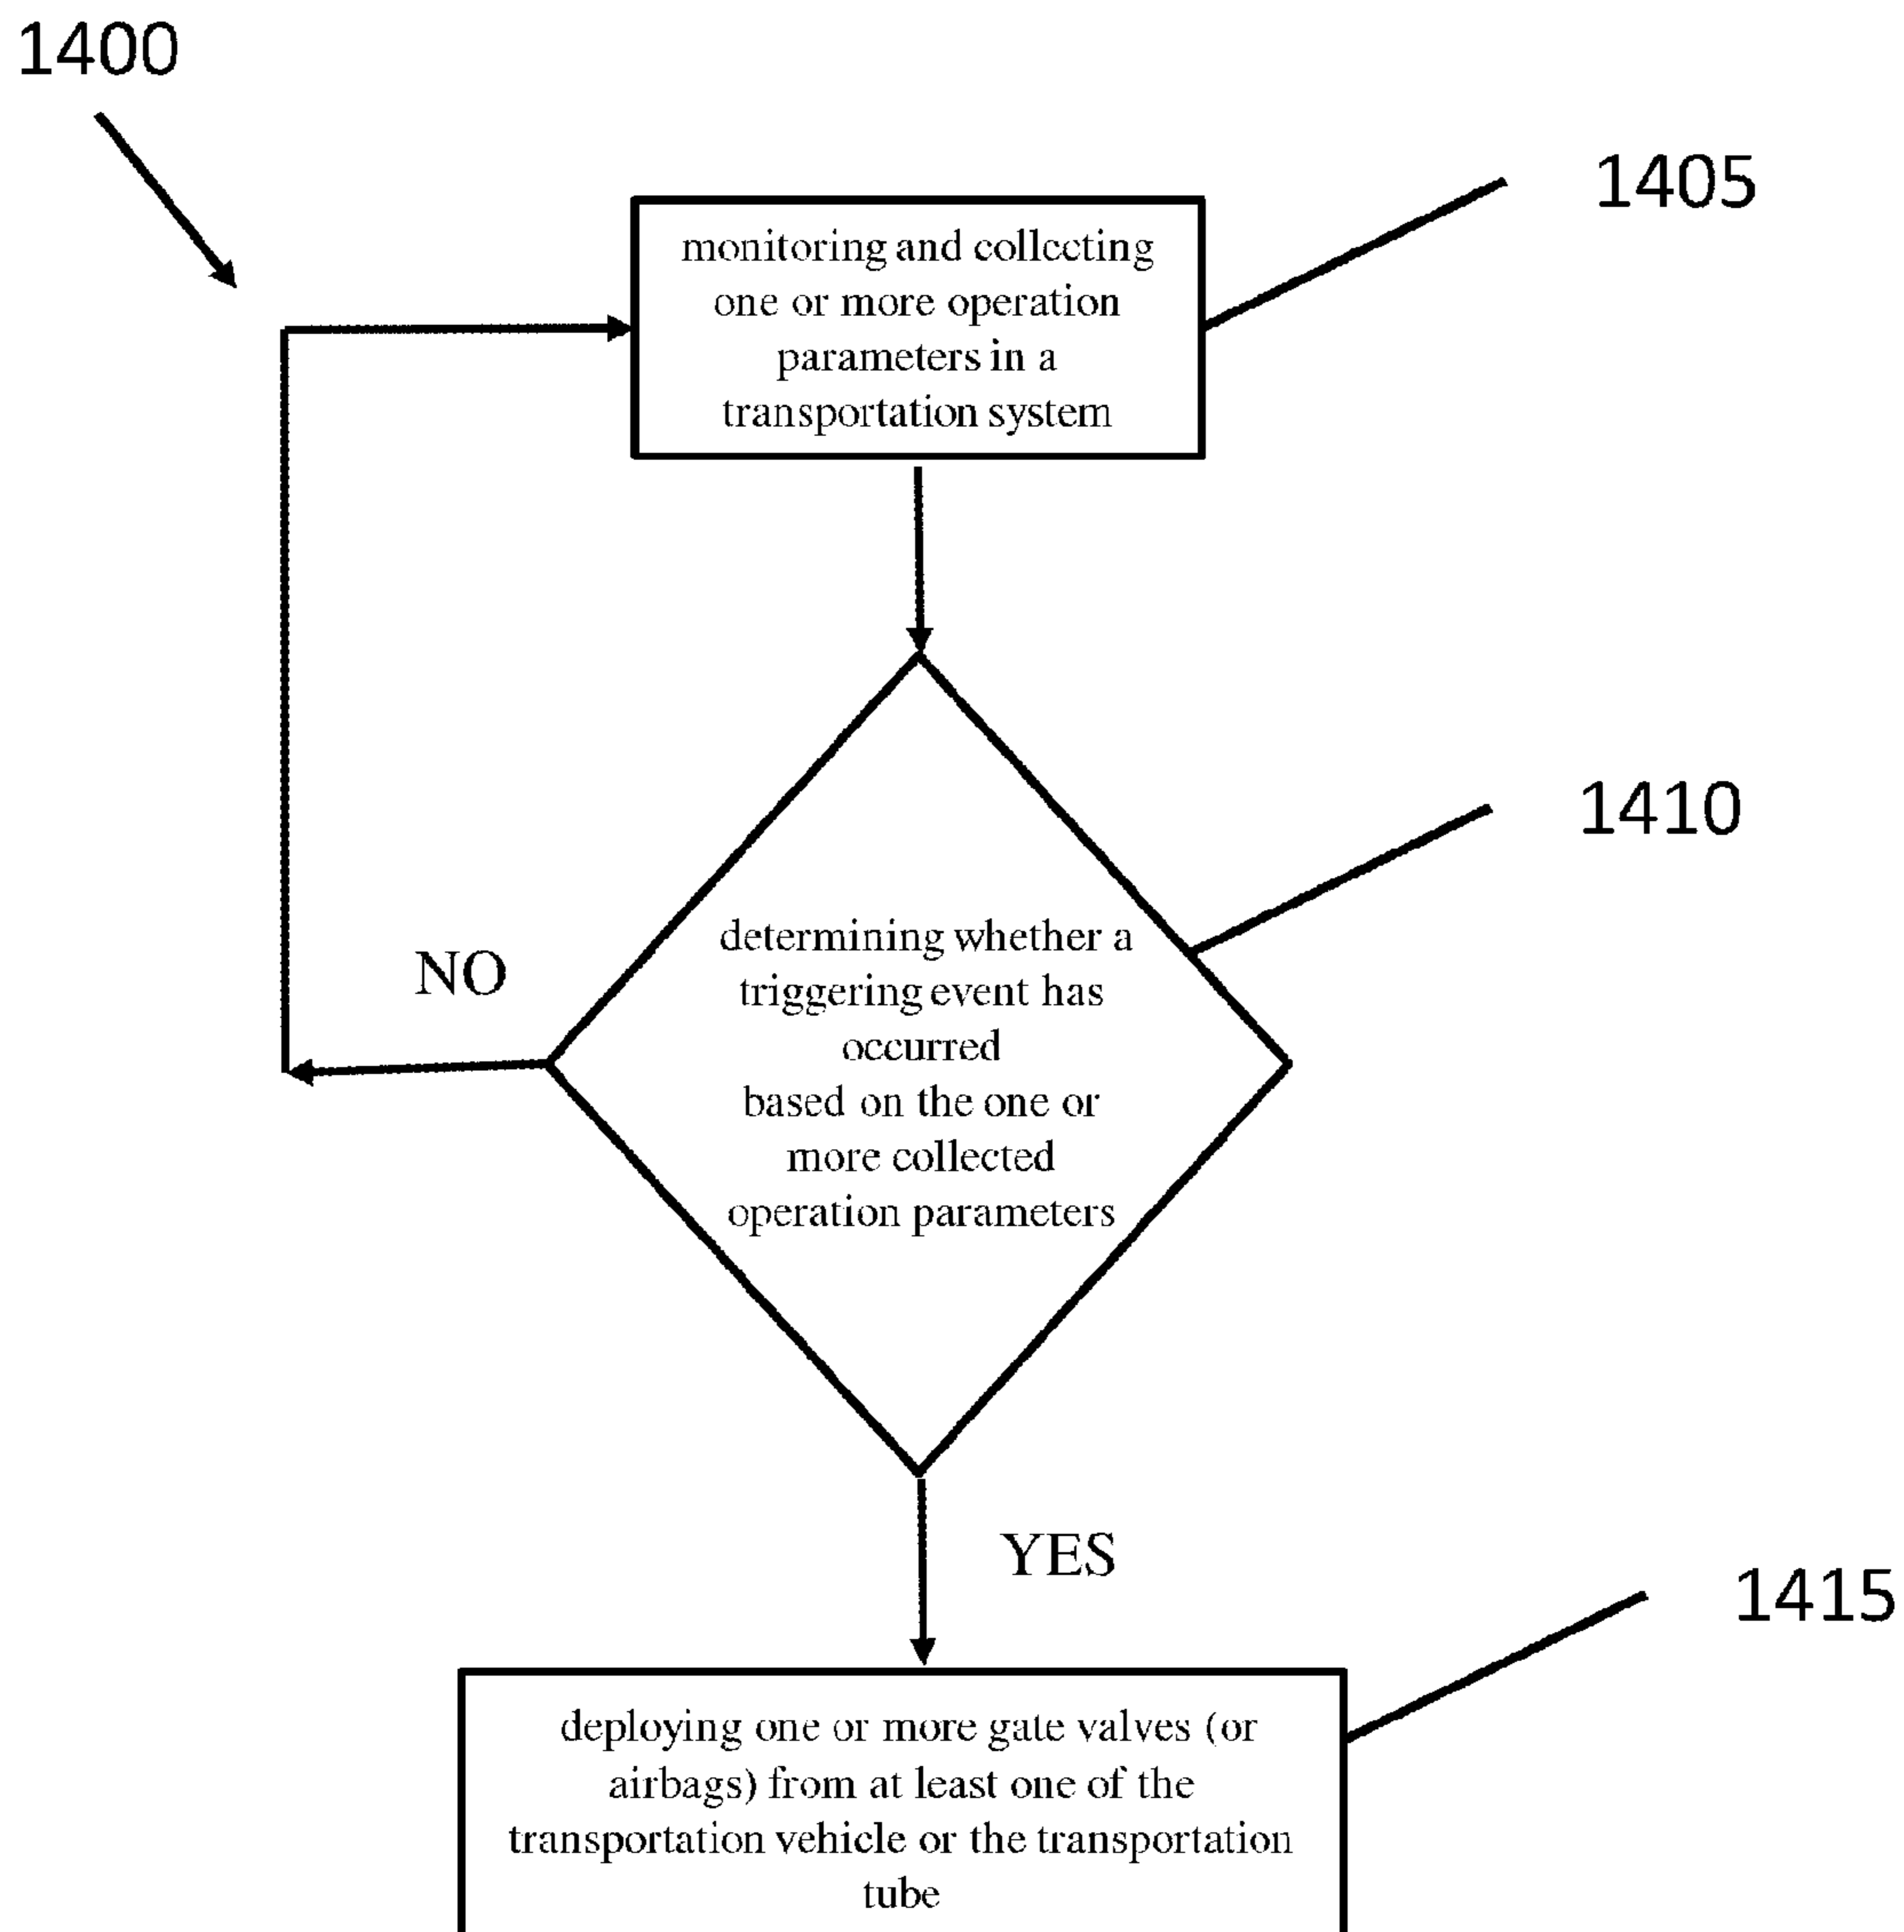 1400
1405
monitoring and collecting
one or more operation
parameters in a
transportation system
1410
determining whether a
triggering event has
occurred
based on the one or
more collected
operation parameters
NO
YES
1415
deploying one or more gate valves (or
airbags) from at least one of the
transportation vehicle or the transportation
tube